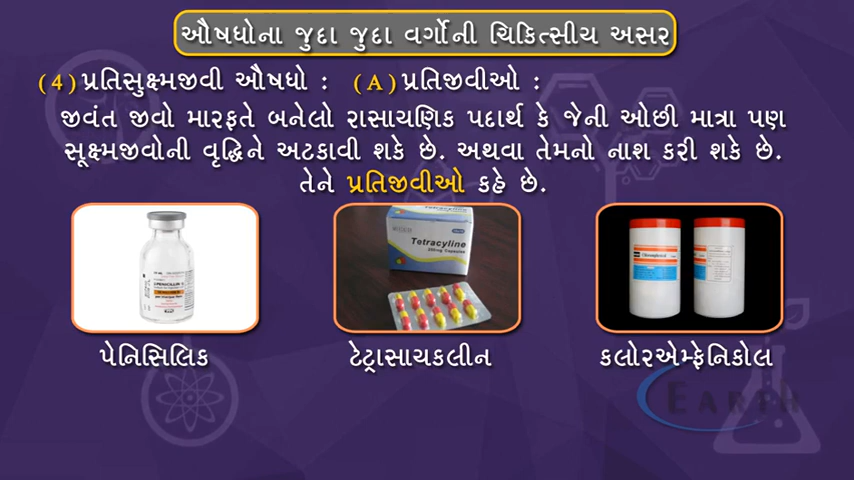 ઔષધોના જુદા જુદા વર્ગોની ચિકિત્સીય અસર
(4) પ્રતિસુક્ષ્મજીવી ઔષધો : (A) પ્રતિજીવીઓ :
જીવંત જીવો મારફતે બનેલો રાસાયણિક પદાર્થ કે જેની ઓછી માત્રા પણ
સૂક્ષ્મજીવોની વૃદ્ધિને અટકાવી શકે છે. અથવા તેમનો નાશ કરી શકે છે.
તેને પ્રતિજીવીઓ કહે છે.
Tetracyline
પેનિસિલિક
ટેટ્રાસાયકલીન
કલોરએમ્ફેનિકોલ
EARTH